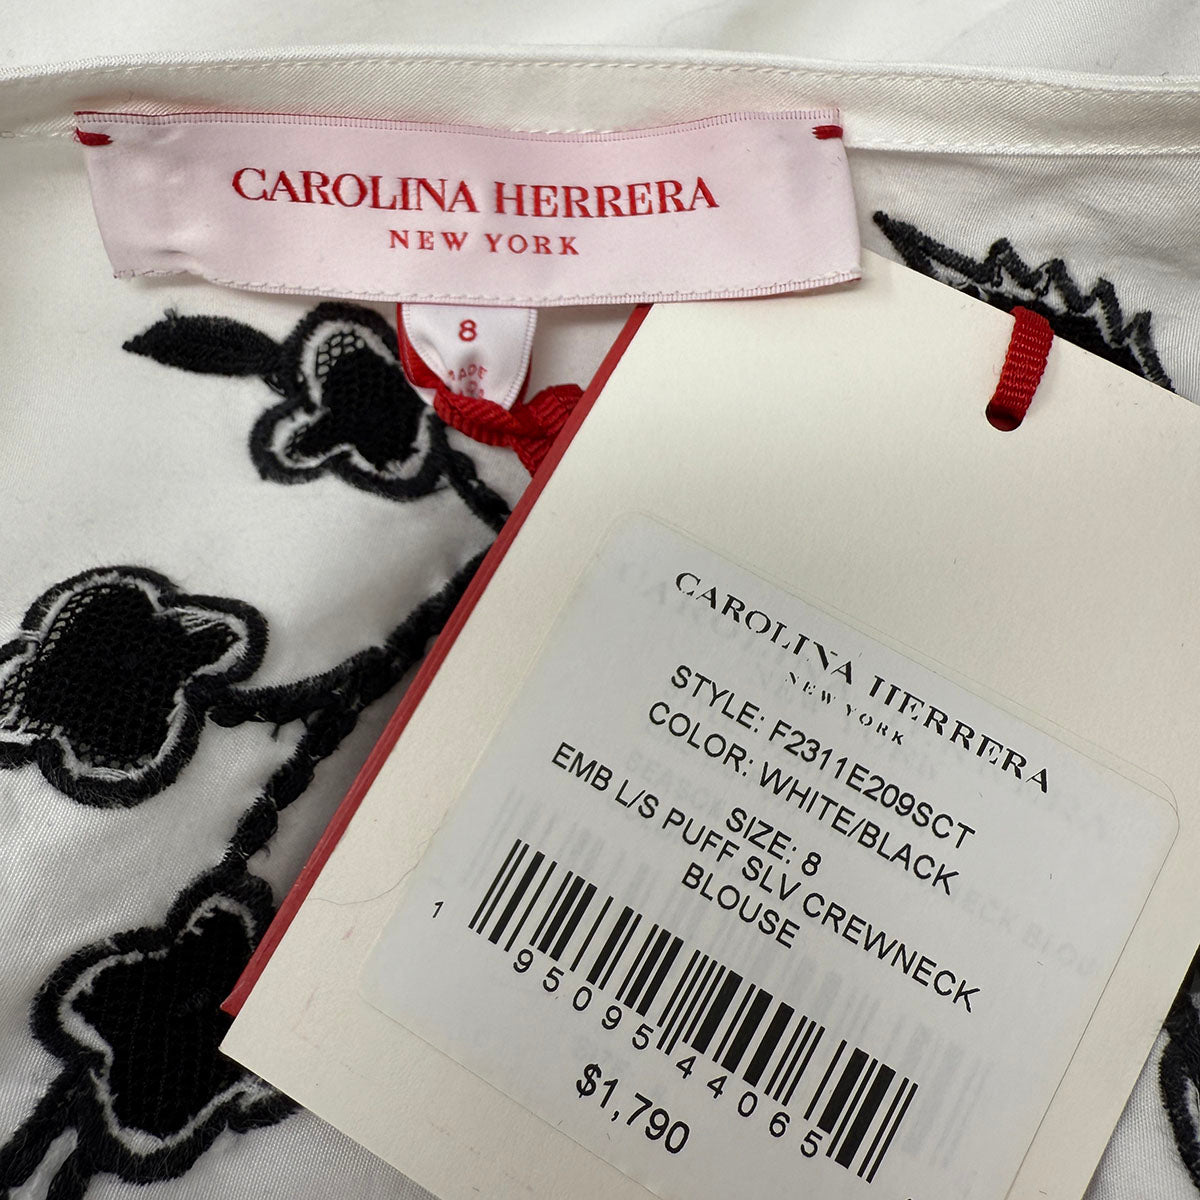 CAROLINA HERRERA
NEW YORK
8
MADE
CAROLINA HERRERA
NEW YORK
STYLE: F2311E209SCT
COLOR: WHITE/BLACK
SIZE: 8
EMB L/S PUFF SLV CREWNECK
BLOUSE
1 95095 44065
$1,790